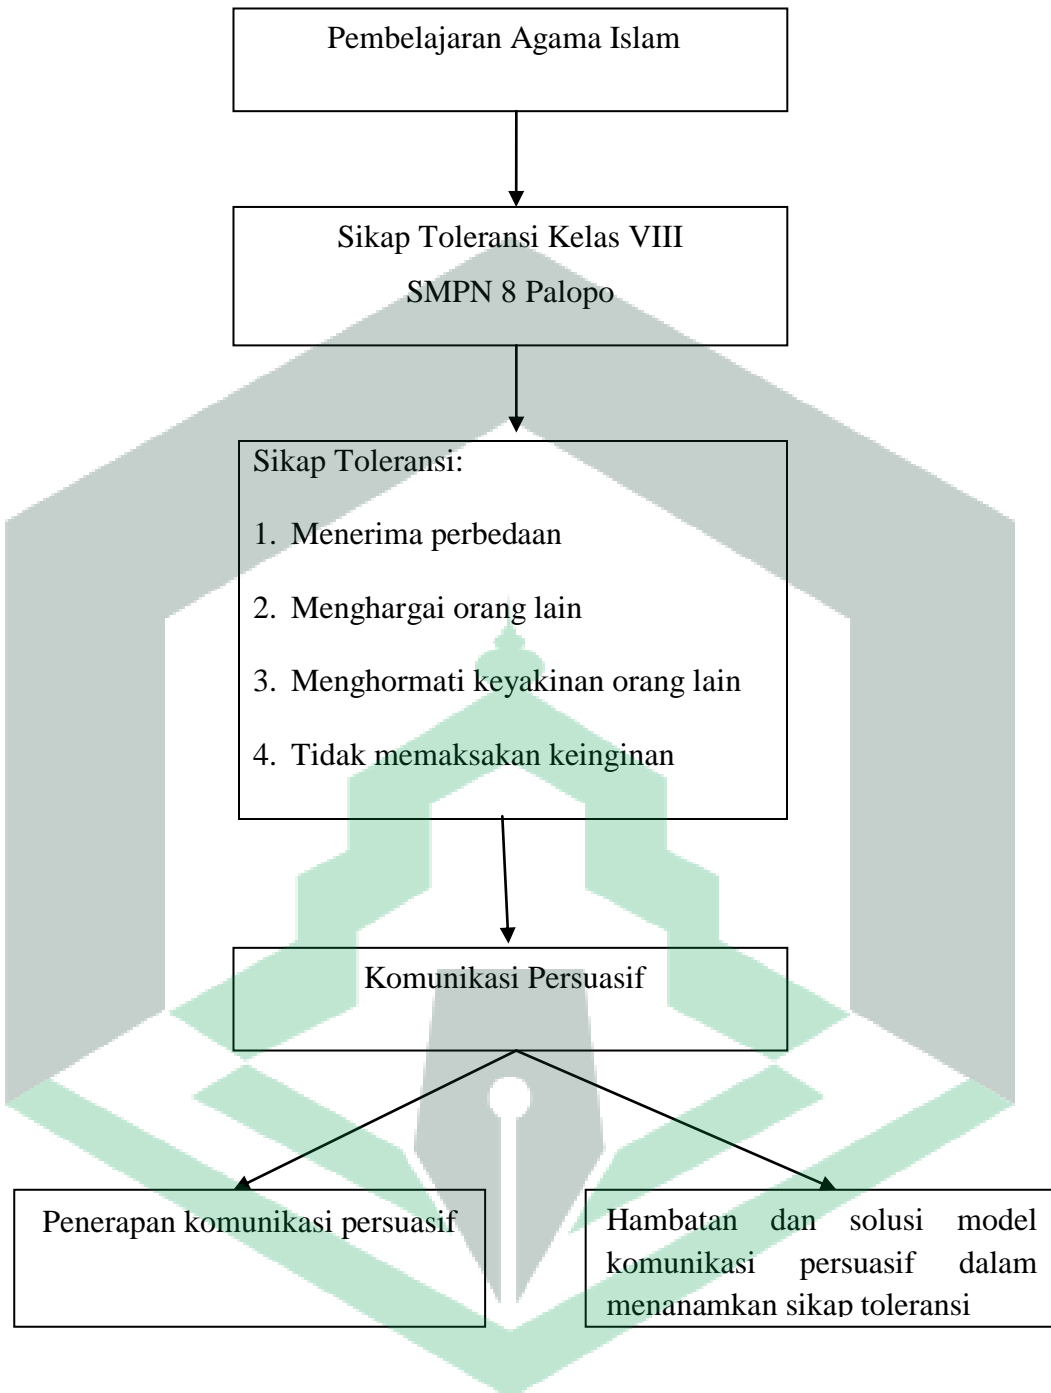 Pembelajaran Agama Islam
Sikap Toleransi Kelas VIII
SMPN 8 Palopo
Sikap Toleransi:
1. Menerima perbedaan
2. Menghargai orang lain
3. Menghormati keyakinan orang lain
4. Tidak memaksakan keinginan
Komunikasi Persuasif
Penerapan komunikasi persuasif
Hambatan dan solusi model
komunikasi persuasif dalam
menanamkan sikap toleransi